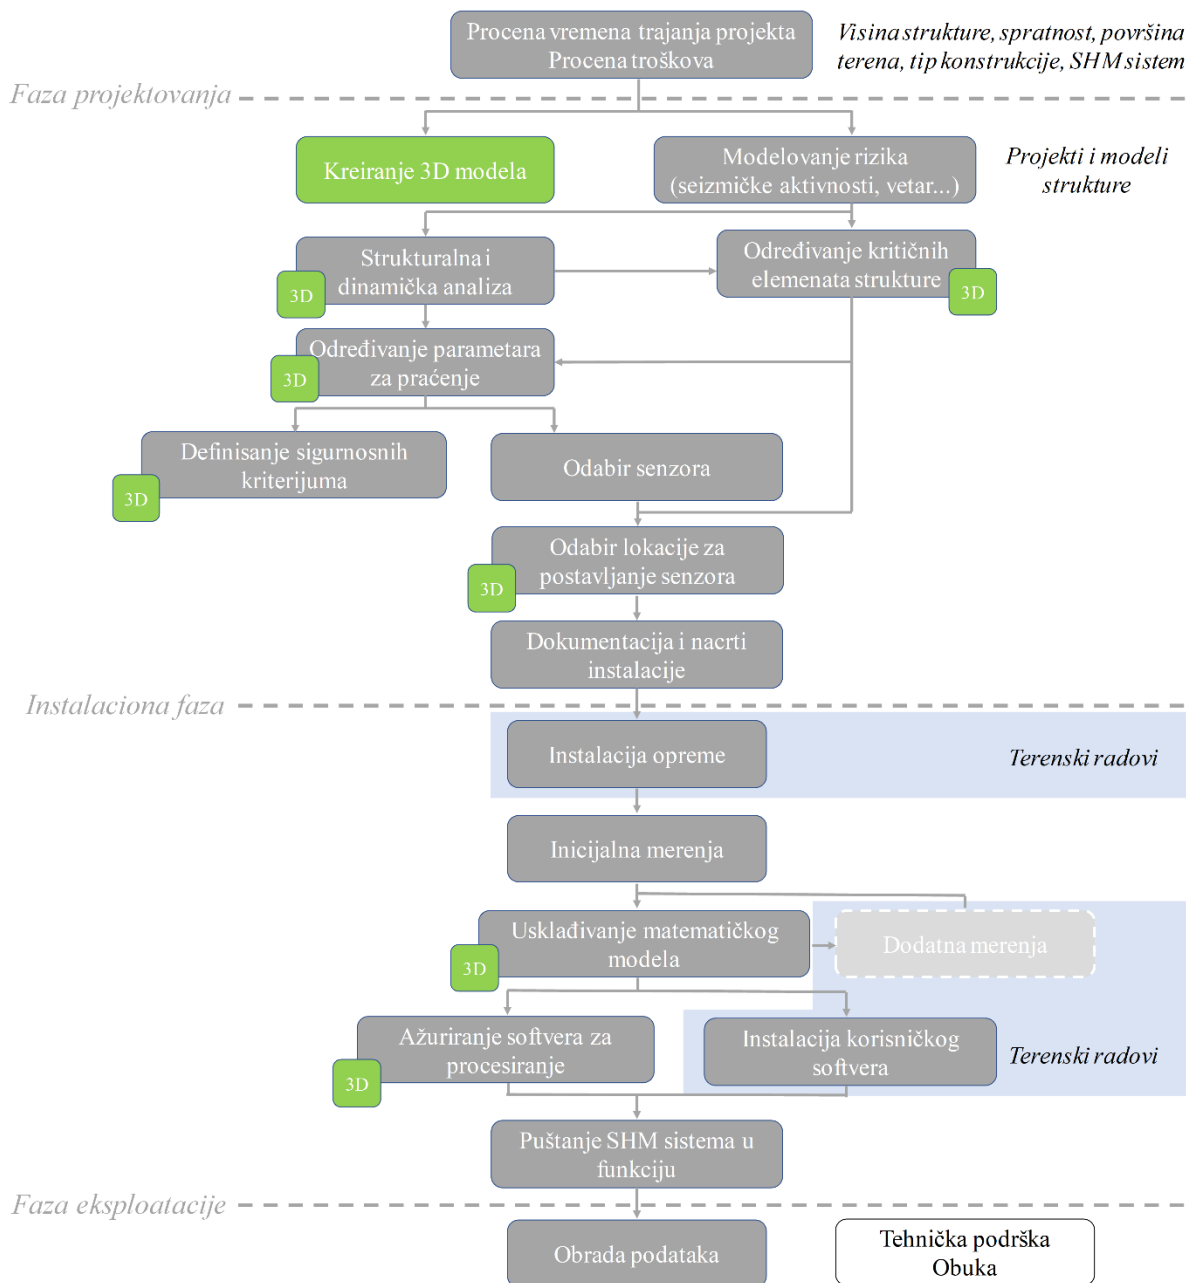 Procena vremena trajanja projekta
Procena troškova
Visina strukture, spratnost, površina
terena, tip konstrukcije, SHM sistem
Faza projektovanja
Kreiranje 3D modela
Modelovanje rizika
(seizmičke aktivnosti, vetar...)
Projekti i modeli
strukture
Strukturalna i
dinamička analiza
3D
Određivanje kritičnih
elemenata strukture
3D
Određivanje parametara
za praćenje
3D
Definisanje sigurnosnih
kriterijuma
3D
Odabir senzora
Odabir lokacije za
postavljanje senzora
3D
Dokumentacija i nacrti
instalacije
Instalaciona faza
Instalacija opreme
Terenski radovi
Inicijalna merenja
Usklađivanje matematičkog
modela
3D
Dodatna merenja
Ažuriranje softvera za
procesiranje
3D
Instalacija korisničkog
softvera
Terenski radovi
Puštanje SHM sistema u
funkciju
Faza eksploatacije
Obrada podataka
Tehnička podrška
Obuka